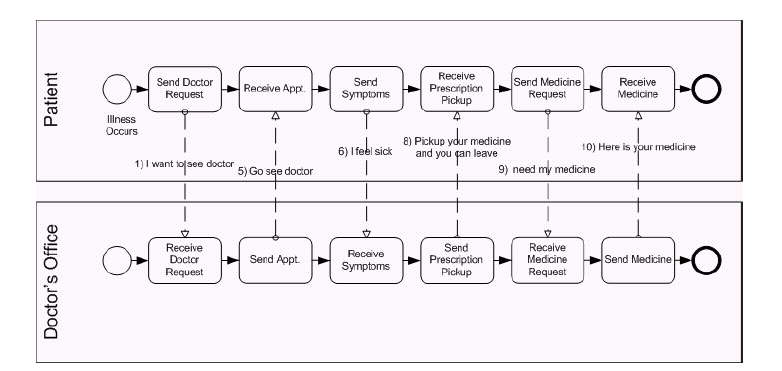 Patient
Illness
Occurs
Send Doctor
Request
Receive Appt.
Send
Symptoms
Receive
Prescription
Pickup
Send Medicine
Request
Receive
Medicine
1) I want to see doctor
5) Go see doctor
6) I feel sick
8) Pickup your medicine
and you can leave
9) need my medicine
10) Here is your medicine
Doctor's Office
Receive
Doctor
Request
Send Appt.
Receive
Symptoms
Send
Prescription
Pickup
Receive
Medicine
Request
Send Medicine